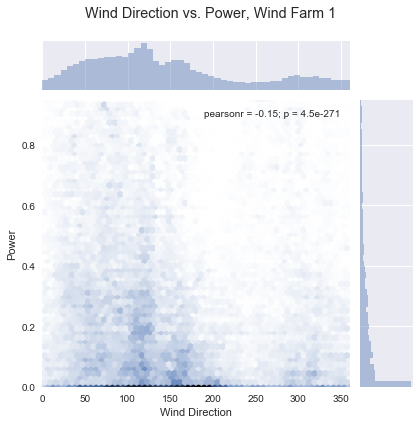 Wind Direction vs. Power, Wind Farm 1
pearsonr = -0.15; p = 4.5e-271
0.8
0.6
Power
0.4
0.2
0.0
0 50 100 150 200 250 300 350
Wind Direction